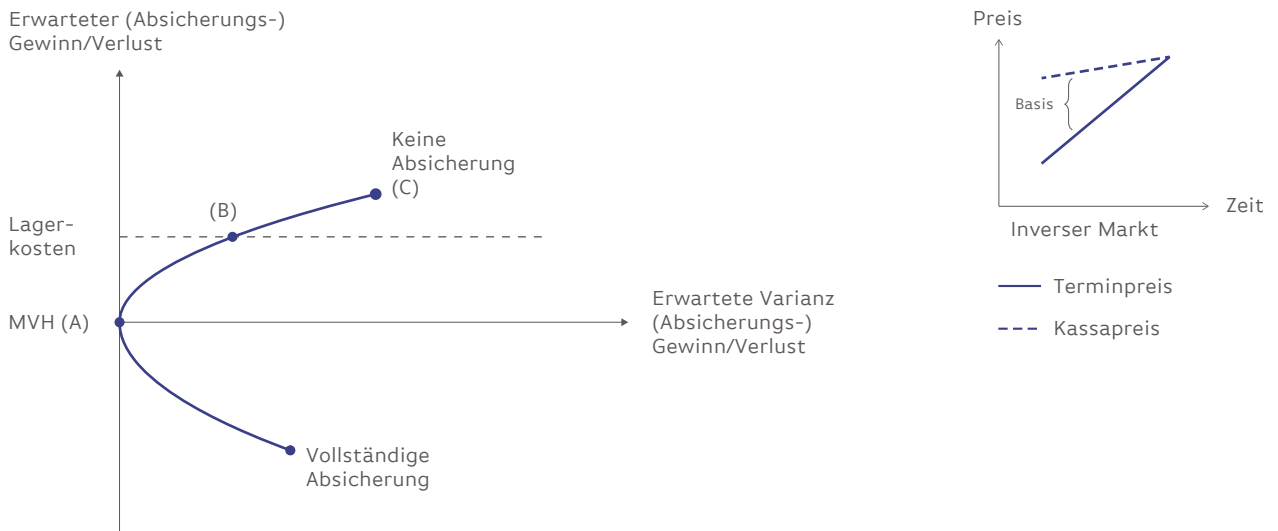 Erwarteter (Absicherungs-)
Gewinn/Verlust
Keine
Absicherung
(C)
(B)
Lager-
kosten
MVH (A)
Erwartete Varianz
(Absicherungs-)
Gewinn/Verlust
Vollständige
Absicherung
Preis
Basis
Zeit
Inverser Markt
Terminpreis
Kassapreis